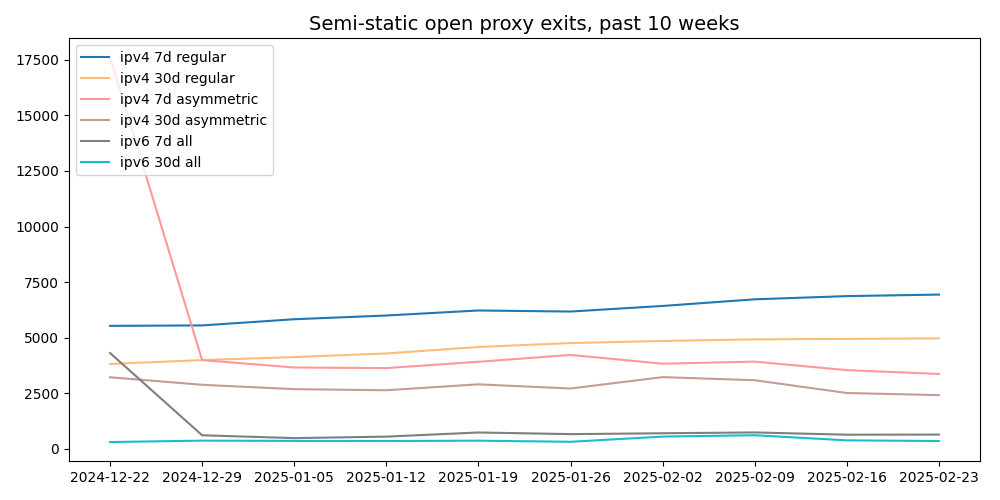 Semi-static open proxy exits, past 10 weeks
ipv4 7d regular
ipv4 30d regular
ipv4 7d asymmetric
ipv4 30d asymmetric
ipv6 7d all
ipv6 30d all
17500
15000
12500
10000
7500
5000
2500
0
2024-12-22 2024-12-29 2025-01-05 2025-01-12 2025-01-19 2025-01-26 2025-02-02 2025-02-09 2025-02-16 2025-02-23